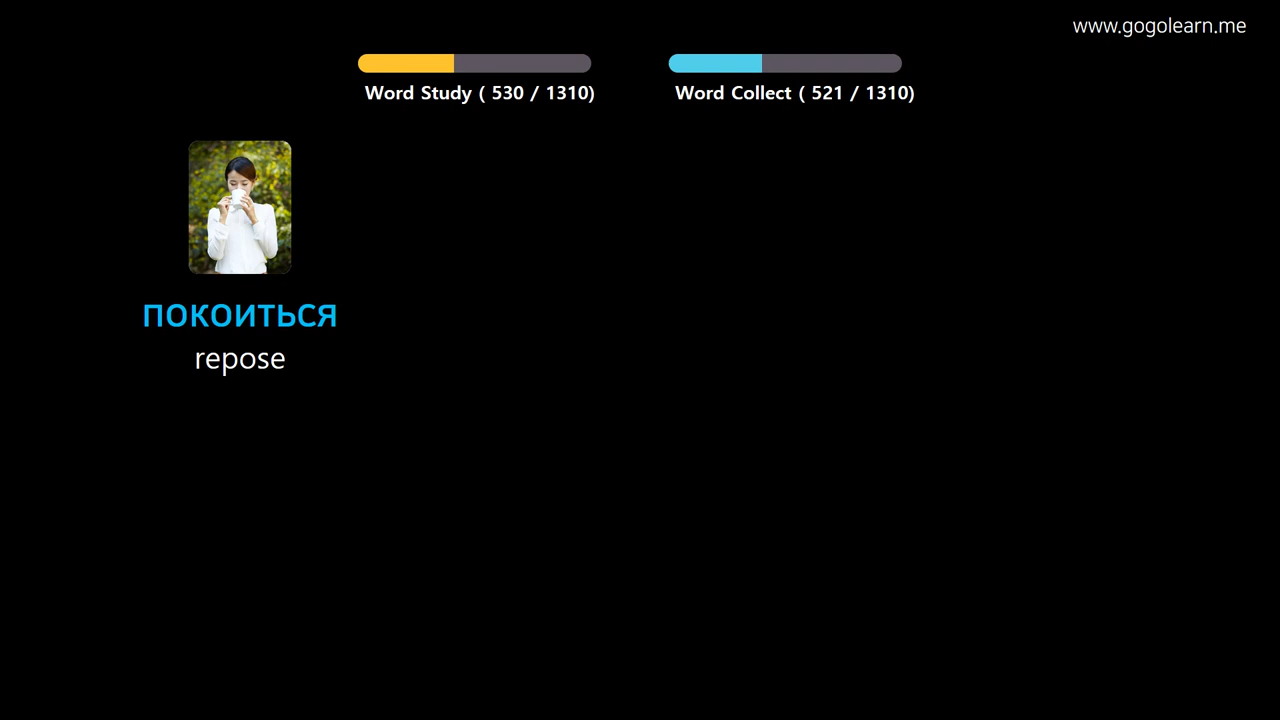 www.gogolearn.me
Word Study ( 530 / 1310)
Word Collect ( 521 / 1310)
покоиться
repose